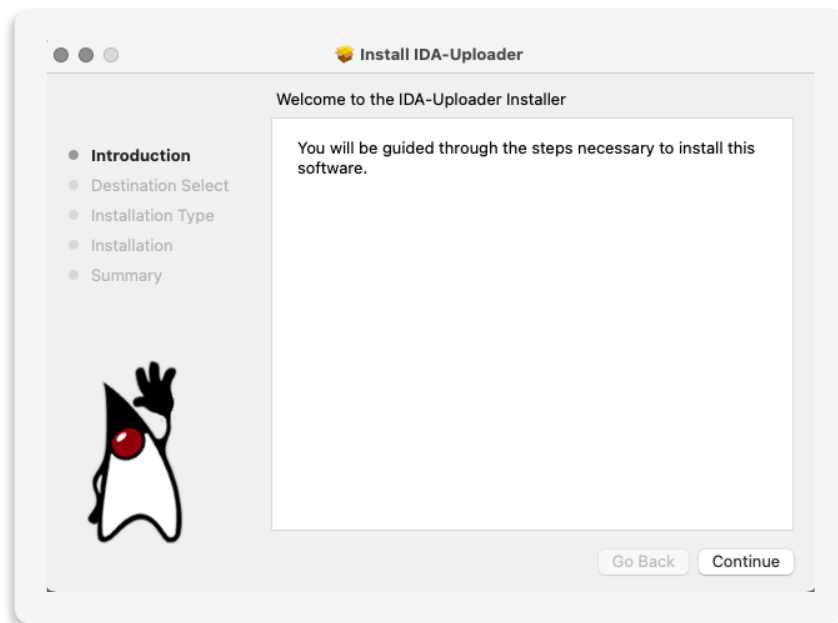 Install IDA-Uploader
Welcome to the IDA-Uploader Installer
Introduction
Destination Select
Installation Type
Installation
Summary
You will be guided through the steps necessary to install this
software.
Go Back
Continue